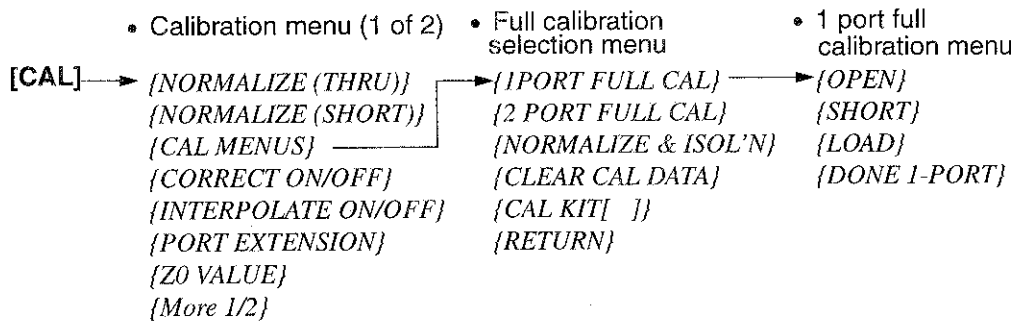 • Calibration menu (1 of 2)
[CAL]
{NORMALIZE (THRU)}
{NORMALIZE (SHORT)}
{CAL MENUS}
{CORRECT ON/OFF}
{INTERPOLATE ON/OFF}
{PORT EXTENSION}
{Z0 VALUE}
{More 1/2}
• Full calibration
selection menu
{1PORT FULL CAL}
{2 PORT FULL CAL}
{NORMALIZE & ISOL'N}
{CLEAR CAL DATA}
{CAL KIT[ ]}
{RETURN}
• 1 port full
calibration menu
{OPEN}
{SHORT}
{LOAD}
{DONE 1-PORT}